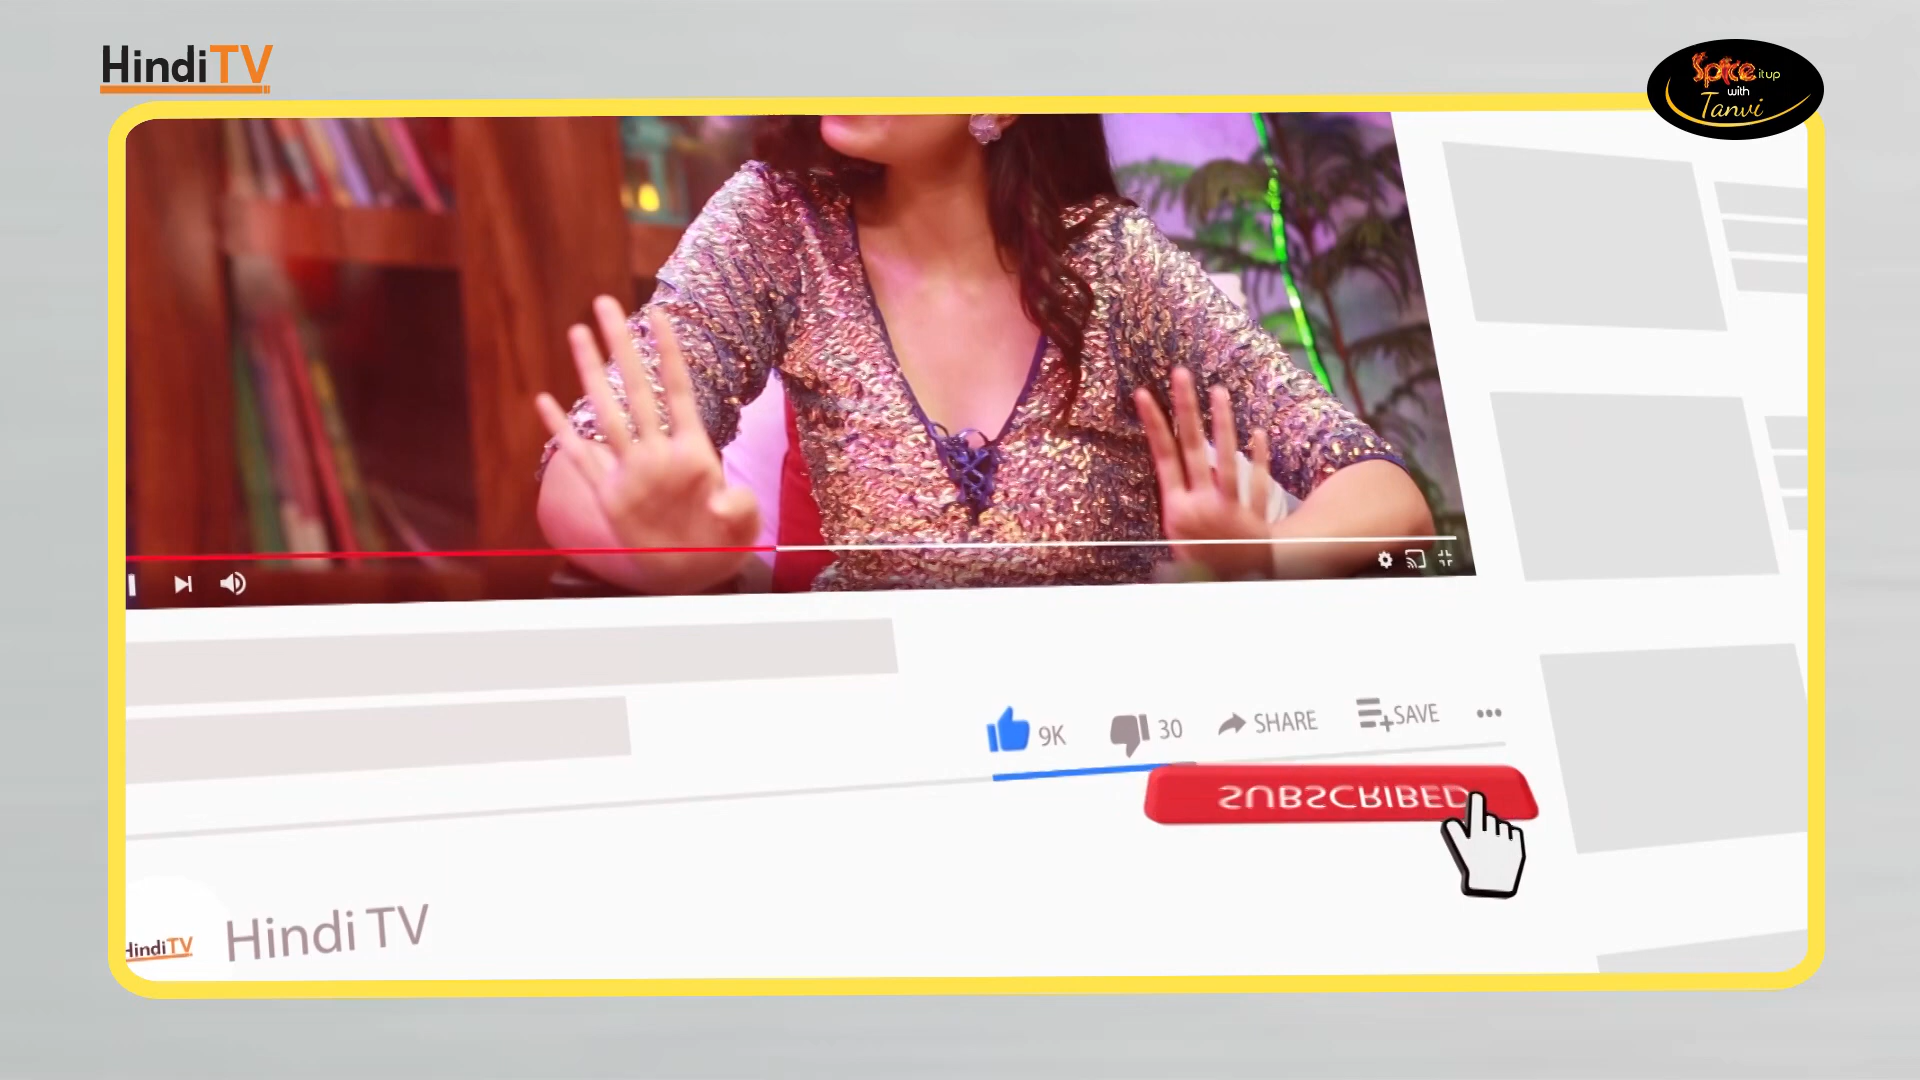 HindiTV
Spice it up
with
Tanvi
9K
30
SHARE
SAVE
SUBSCRIBED
HindiTV
Hindi TV